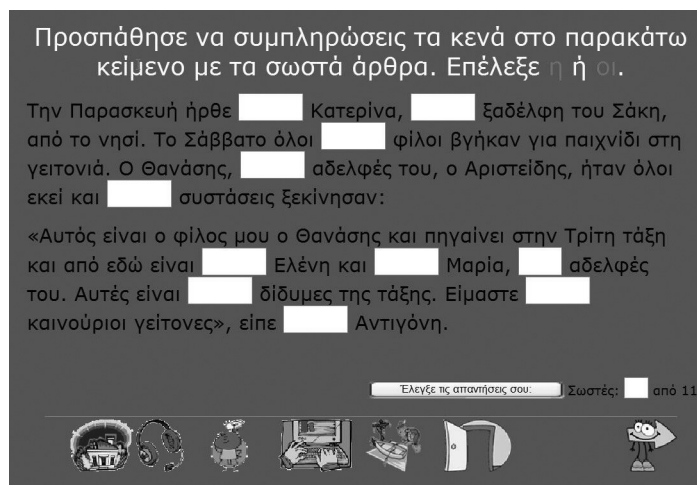 Προσπάθησε να συμπληρώσεις τα κενά στο παρακάτω
κείμενο με τα σωστά άρθρα. Επέλεξε η ή οι.
Την Παρασκευή ήρθε Κατερίνα, ξαδέλφη του Σάκη,
από το νησί. Το Σάββατο όλοι φίλοι βγήκαν για παιχνίδι στη
γειτονιά. Ο Θανάσης, αδελφές του, ο Αριστείδης, ήταν όλοι
εκεί και συστάσεις ξεκίνησαν:
«Αυτός είναι ο φίλος μου ο Θανάσης και πηγαίνει στην Τρίτη τάξη
και από εδώ είναι Ελένη και Μαρία, αδελφές
του. Αυτές είναι δίδυμες της τάξης. Είμαστε
καινούριοι γείτονες», είπε Αντιγόνη.
Έλεγξε τις απαντήσεις σου: Σωστές: από 11